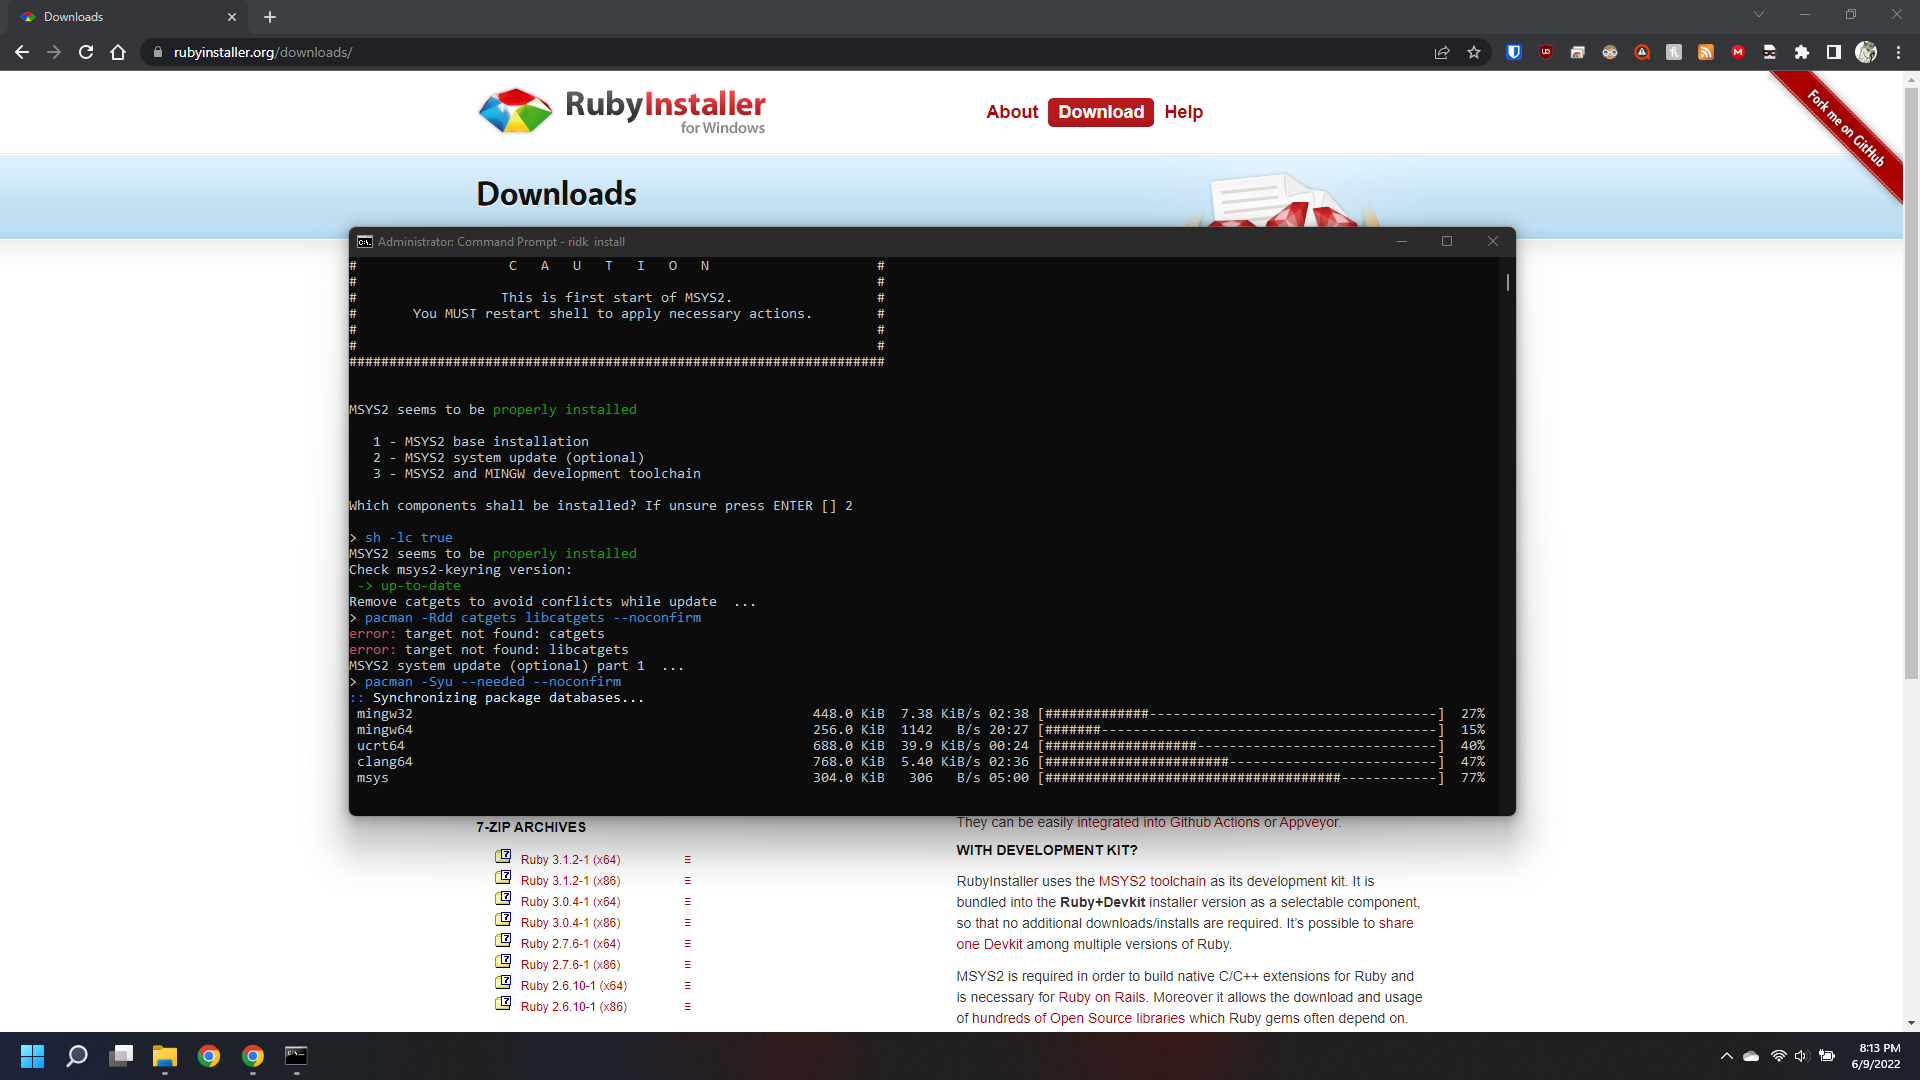 Downloads
rubyinstaller.org/downloads/
RubyInstaller
for Windows
About Download Help
Fork me on GitHub
Downloads
Administrator: Command Prompt - ridk  install
#                   C   A   U   T   I   O   N                     #
#                                                                 #
#                  This is first start of MSYS2.                  #
#       You MUST restart shell to apply necessary actions.        #
#                                                                 #
#                                                                 #
###################################################################
MSYS2 seems to be properly installed
1 - MSYS2 base installation
2 - MSYS2 system update (optional)
3 - MSYS2 and MINGW development toolchain
Which components shall be installed? If unsure press ENTER [] 2
> sh -lc true
MSYS2 seems to be properly installed
Check msys2-keyring version:
-> up-to-date
Remove catgets to avoid conflicts while update  ...
> pacman -Rdd catgets libcatgets --noconfirm
error: target not found: catgets
error: target not found: libcatgets
MSYS2 system update (optional) part 1  ...
> pacman -Syu --needed --noconfirm
:: Synchronizing package databases...
mingw32 448.0 KiB 7.38 KiB/s 02:38 [#############------------------------------------] 27%
mingw64 256.0 KiB 1142 B/s 20:27 [#######------------------------------------------] 15%
ucrt64 688.0 KiB 39.9 KiB/s 00:24 [###################------------------------------] 40%
clang64 768.0 KiB 5.40 KiB/s 02:36 [#######################--------------------------] 47%
msys 304.0 KiB 306 B/s 05:00 [#####################################------------] 77%
7-ZIP ARCHIVES
Ruby 3.1.2-1 (x64)
Ruby 3.1.2-1 (x86)
Ruby 3.0.4-1 (x64)
Ruby 3.0.4-1 (x86)
Ruby 2.7.6-1 (x64)
Ruby 2.7.6-1 (x86)
Ruby 2.6.10-1 (x64)
Ruby 2.6.10-1 (x86)
They can be easily integrated into Github Actions or Appveyor.
WITH DEVELOPMENT KIT?
RubyInstaller uses the MSYS2 toolchain as its development kit. It is
bundled into the Ruby+Devkit installer version as a selectable component,
so that no additional downloads/installs are required. It's possible to share
one Devkit among multiple versions of Ruby.
MSYS2 is required in order to build native C/C++ extensions for Ruby and
is necessary for Ruby on Rails. Moreover it allows the download and usage
of hundreds of Open Source libraries which Ruby gems often depend on.
8:13 PM
6/9/2022